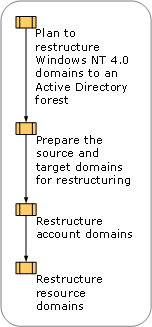 Plan to
restructure
Windows NT 4.0
domains to an
Active Directory
forest
Prepare the
source and
target domains
for restructuring
Restructure
account domains
Restructure
resource
domains